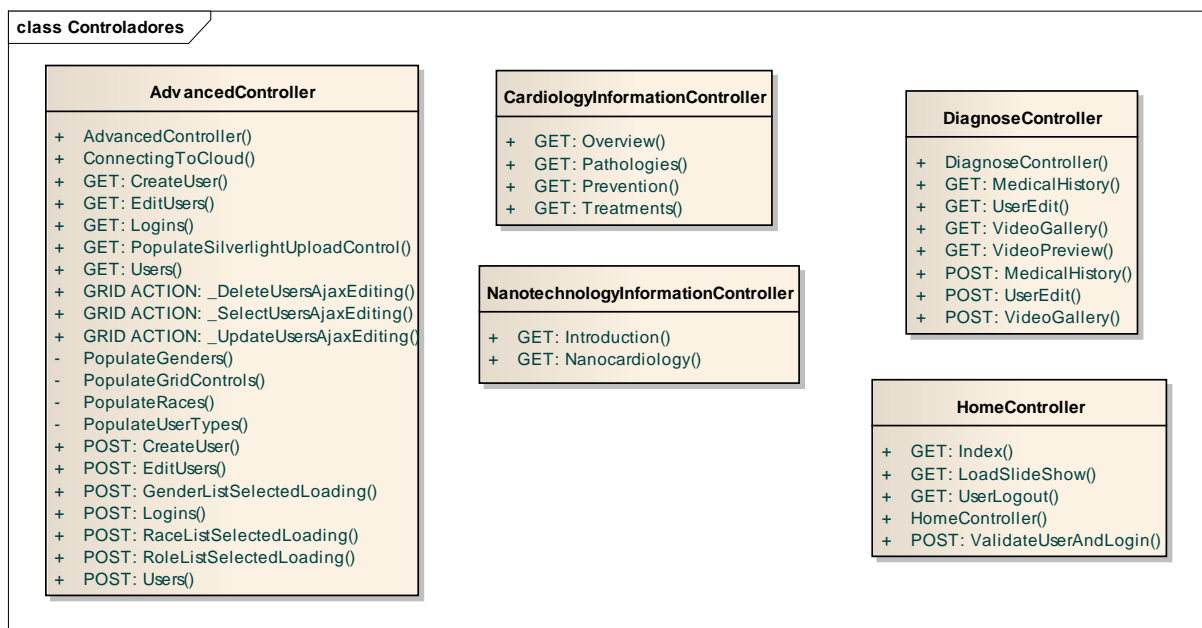 class Controladores
AdvancedController
+ AdvancedController()
+ ConnectingToCloud()
+ GET: CreateUser()
+ GET: EditUsers()
+ GET: Logins()
+ GET: PopulateSilverlightUploadControl()
+ GET: Users()
+ GRID ACTION: _DeleteUsersAjaxEditing()
+ GRID ACTION: _SelectUsersAjaxEditing()
+ GRID ACTION: _UpdateUsersAjaxEditing()
- PopulateGenders()
- PopulateGridControls()
- PopulateRaces()
- PopulateUserTypes()
+ POST: CreateUser()
+ POST: EditUsers()
+ POST: GenderListSelectedLoading()
+ POST: Logins()
+ POST: RaceListSelectedLoading()
+ POST: RoleListSelectedLoading()
+ POST: Users()
CardiologyInformationController
+ GET: Overview()
+ GET: Pathologies()
+ GET: Prevention()
+ GET: Treatments()
NanotechnologyInformationController
+ GET: Introduction()
+ GET: Nanocardiology()
DiagnoseController
+ DiagnoseController()
+ GET: MedicalHistory()
+ GET: UserEdit()
+ GET: VideoGallery()
+ GET: VideoPreview()
+ POST: MedicalHistory()
+ POST: UserEdit()
+ POST: VideoGallery()
HomeController
+ GET: Index()
+ GET: LoadSlideShow()
+ GET: UserLogout()
+ HomeController()
+ POST: ValidateUserAndLogin()